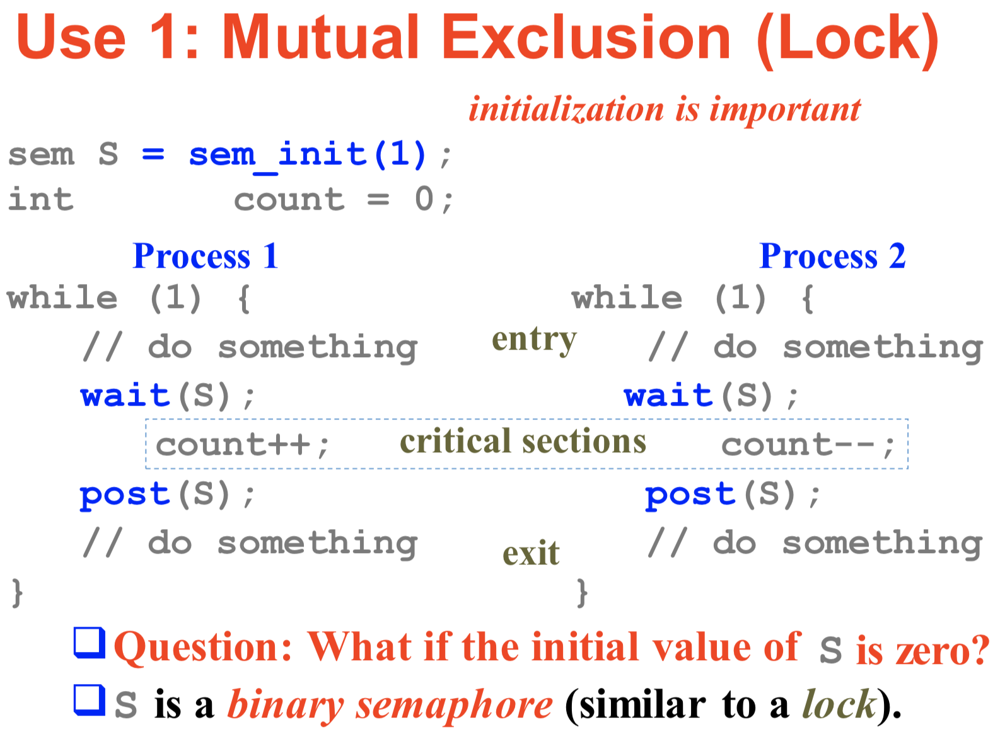 Use 1: Mutual Exclusion (Lock)
initialization is important
sem S = sem_init(1);
int count = 0;
Process 1 Process 2
while (1) { while (1) {
// do something entry // do something
wait(S); wait(S);
count++; critical sections count--;
post(S); post(S);
// do something exit // do something
} }
Question: What if the initial value of S is zero?
S is a binary semaphore (similar to a lock).